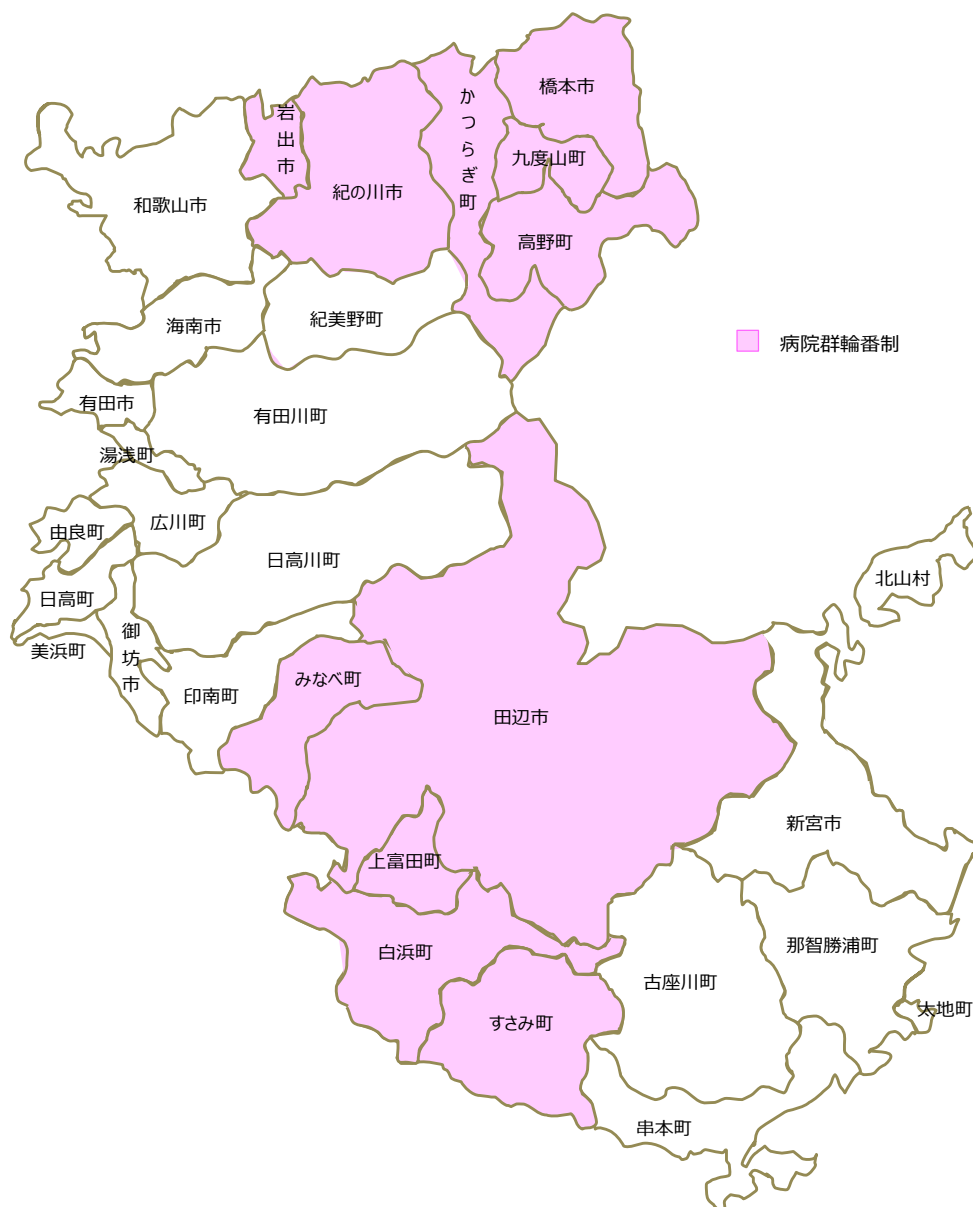 橋本市
かつらぎ町
岩出市
九度山町
紀の川市
和歌山市
高野町
紀美野町
海南市
病院群輪番制
有田市
有田川町
湯浅町
広川町
由良町
日高川町
北山村
日高町
御坊市
美浜町
みなべ町
印南町
田辺市
新宮市
上富田町
那智勝浦町
白浜町
古座川町
太地町
すさみ町
串本町